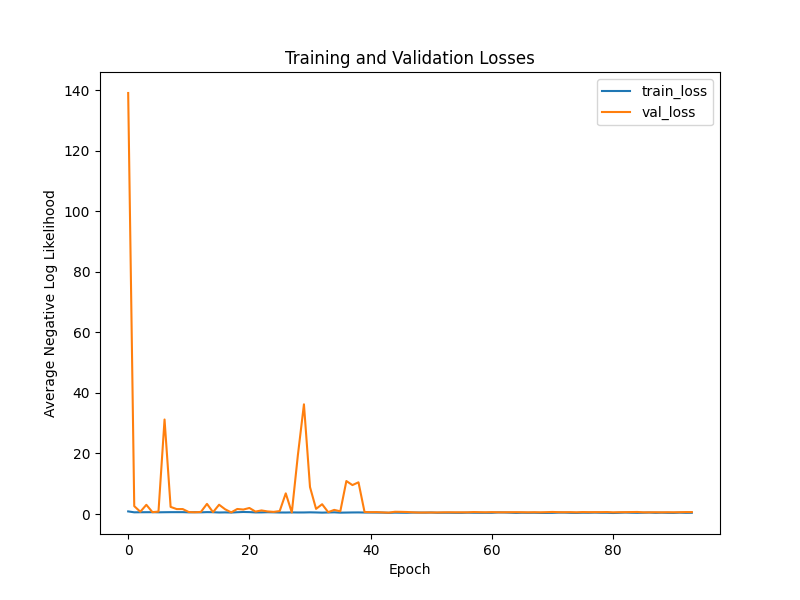 Training and Validation Losses
train_loss
val_loss
140
120
100
80
60
40
20
0
Average Negative Log Likelihood
0 20 40 60 80
Epoch